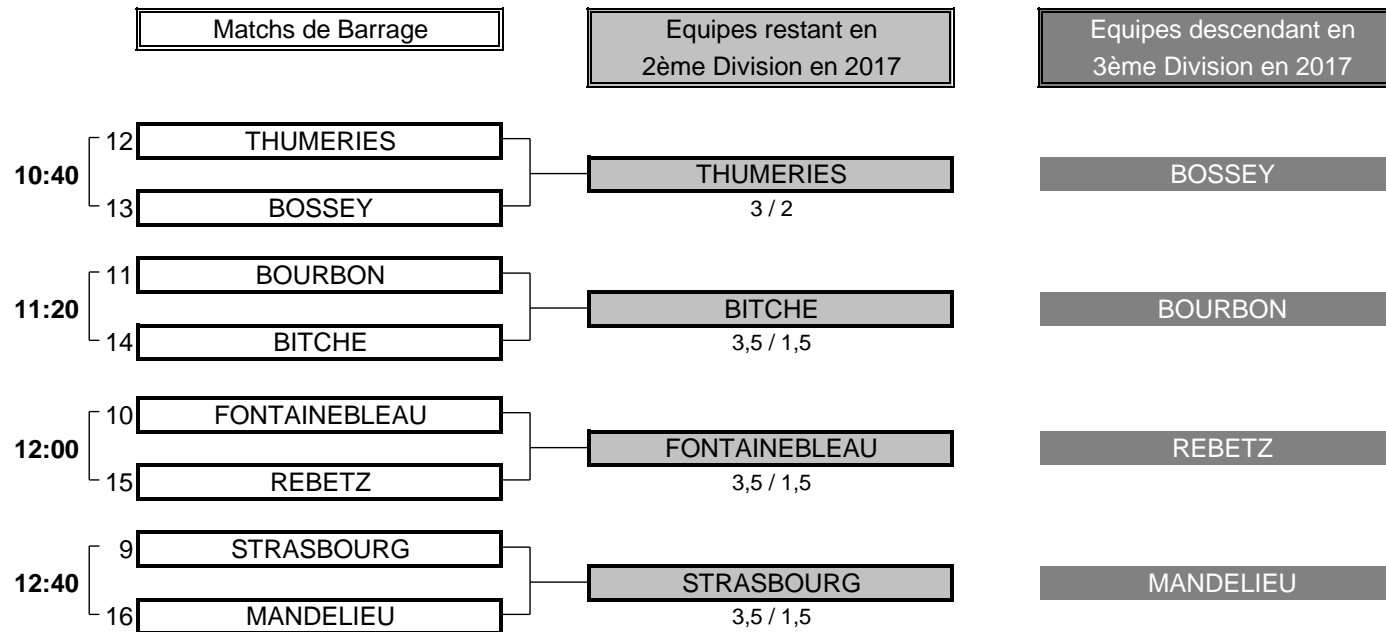 Matchs de Barrage
Equipes restant en
2ème Division en 2017
Equipes descendant en
3ème Division en 2017
12 THUMERIES
10:40 THUMERIES BOSSEY
13 BOSSEY 3 / 2
11 BOURBON
11:20 BITCHE BOURBON
14 BITCHE 3,5 / 1,5
10 FONTAINEBLEAU
12:00 FONTAINEBLEAU REBETZ
15 REBETZ 3,5 / 1,5
9 STRASBOURG
12:40 STRASBOURG MANDELIEU
16 MANDELIEU 3,5 / 1,5